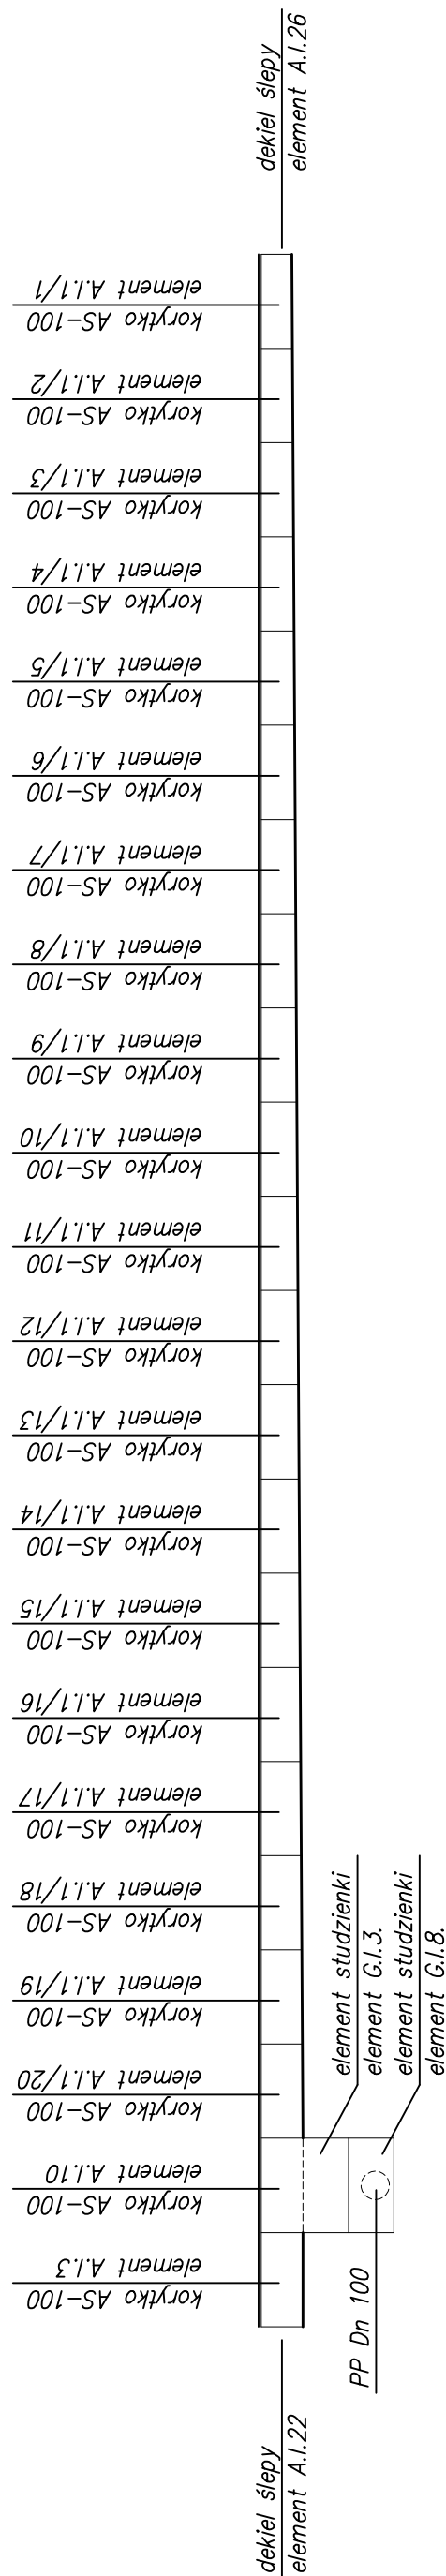 dekiel ślepy
element A.I.26
element A.I.1/1
korytko AS-100
element A.I.1/2
korytko AS-100
element A.I.1/3
korytko AS-100
element A.I.1/4
korytko AS-100
element A.I.1/5
korytko AS-100
element A.I.1/6
korytko AS-100
element A.I.1/7
korytko AS-100
element A.I.1/8
korytko AS-100
element A.I.1/9
korytko AS-100
element A.I.1/10
korytko AS-100
element A.I.1/11
korytko AS-100
element A.I.1/12
korytko AS-100
element A.I.1/13
korytko AS-100
element A.I.1/14
korytko AS-100
element A.I.1/15
korytko AS-100
element A.I.1/16
korytko AS-100
element A.I.1/17
korytko AS-100
element A.I.1/18
korytko AS-100
element A.I.1/19
korytko AS-100
element A.I.1/20
korytko AS-100
element A.I.10
korytko AS-100
element A.I.3
korytko AS-100
element studzienki
element G.I.3.
element studzienki
element G.I.8.
PP Dn 100
dekiel ślepy
element A.I.22